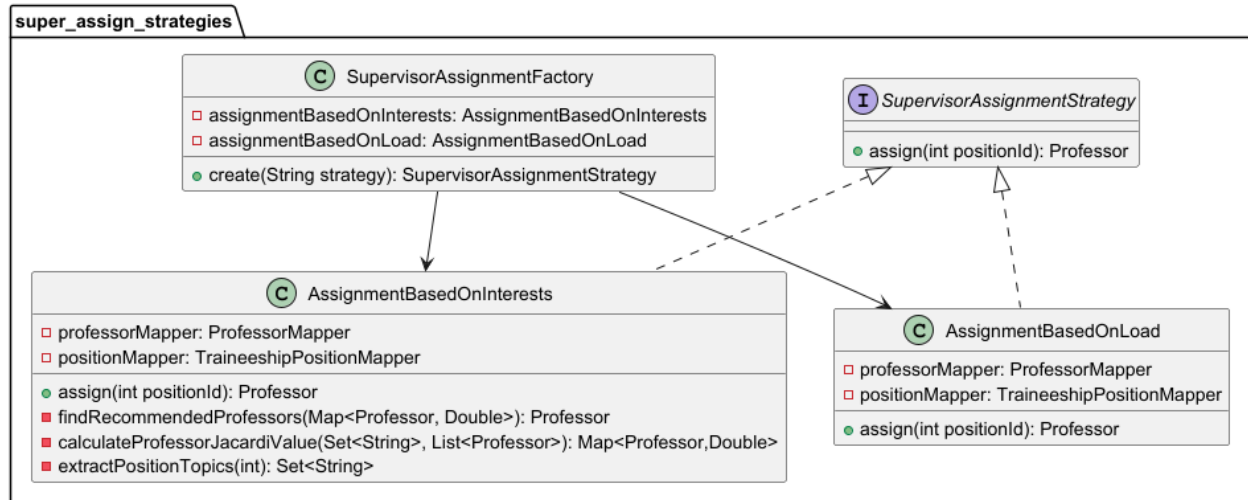 super_assign_strategies
C SupervisorAssignmentFactory
assignmentBasedOnInterests: AssignmentBasedOnInterests
assignmentBasedOnLoad: AssignmentBasedOnLoad
create(String strategy): SupervisorAssignmentStrategy
I SupervisorAssignmentStrategy
assign(int positionId): Professor
C AssignmentBasedOnInterests
professorMapper: ProfessorMapper
positionMapper: TraineeshipPositionMapper
assign(int positionId): Professor
findRecommendedProfessors(Map<Professor, Double>): Professor
calculateProfessorJacardiValue(Set<String>, List<Professor>): Map<Professor,Double>
extractPositionTopics(int): Set<String>
C AssignmentBasedOnLoad
professorMapper: ProfessorMapper
positionMapper: TraineeshipPositionMapper
assign(int positionId): Professor